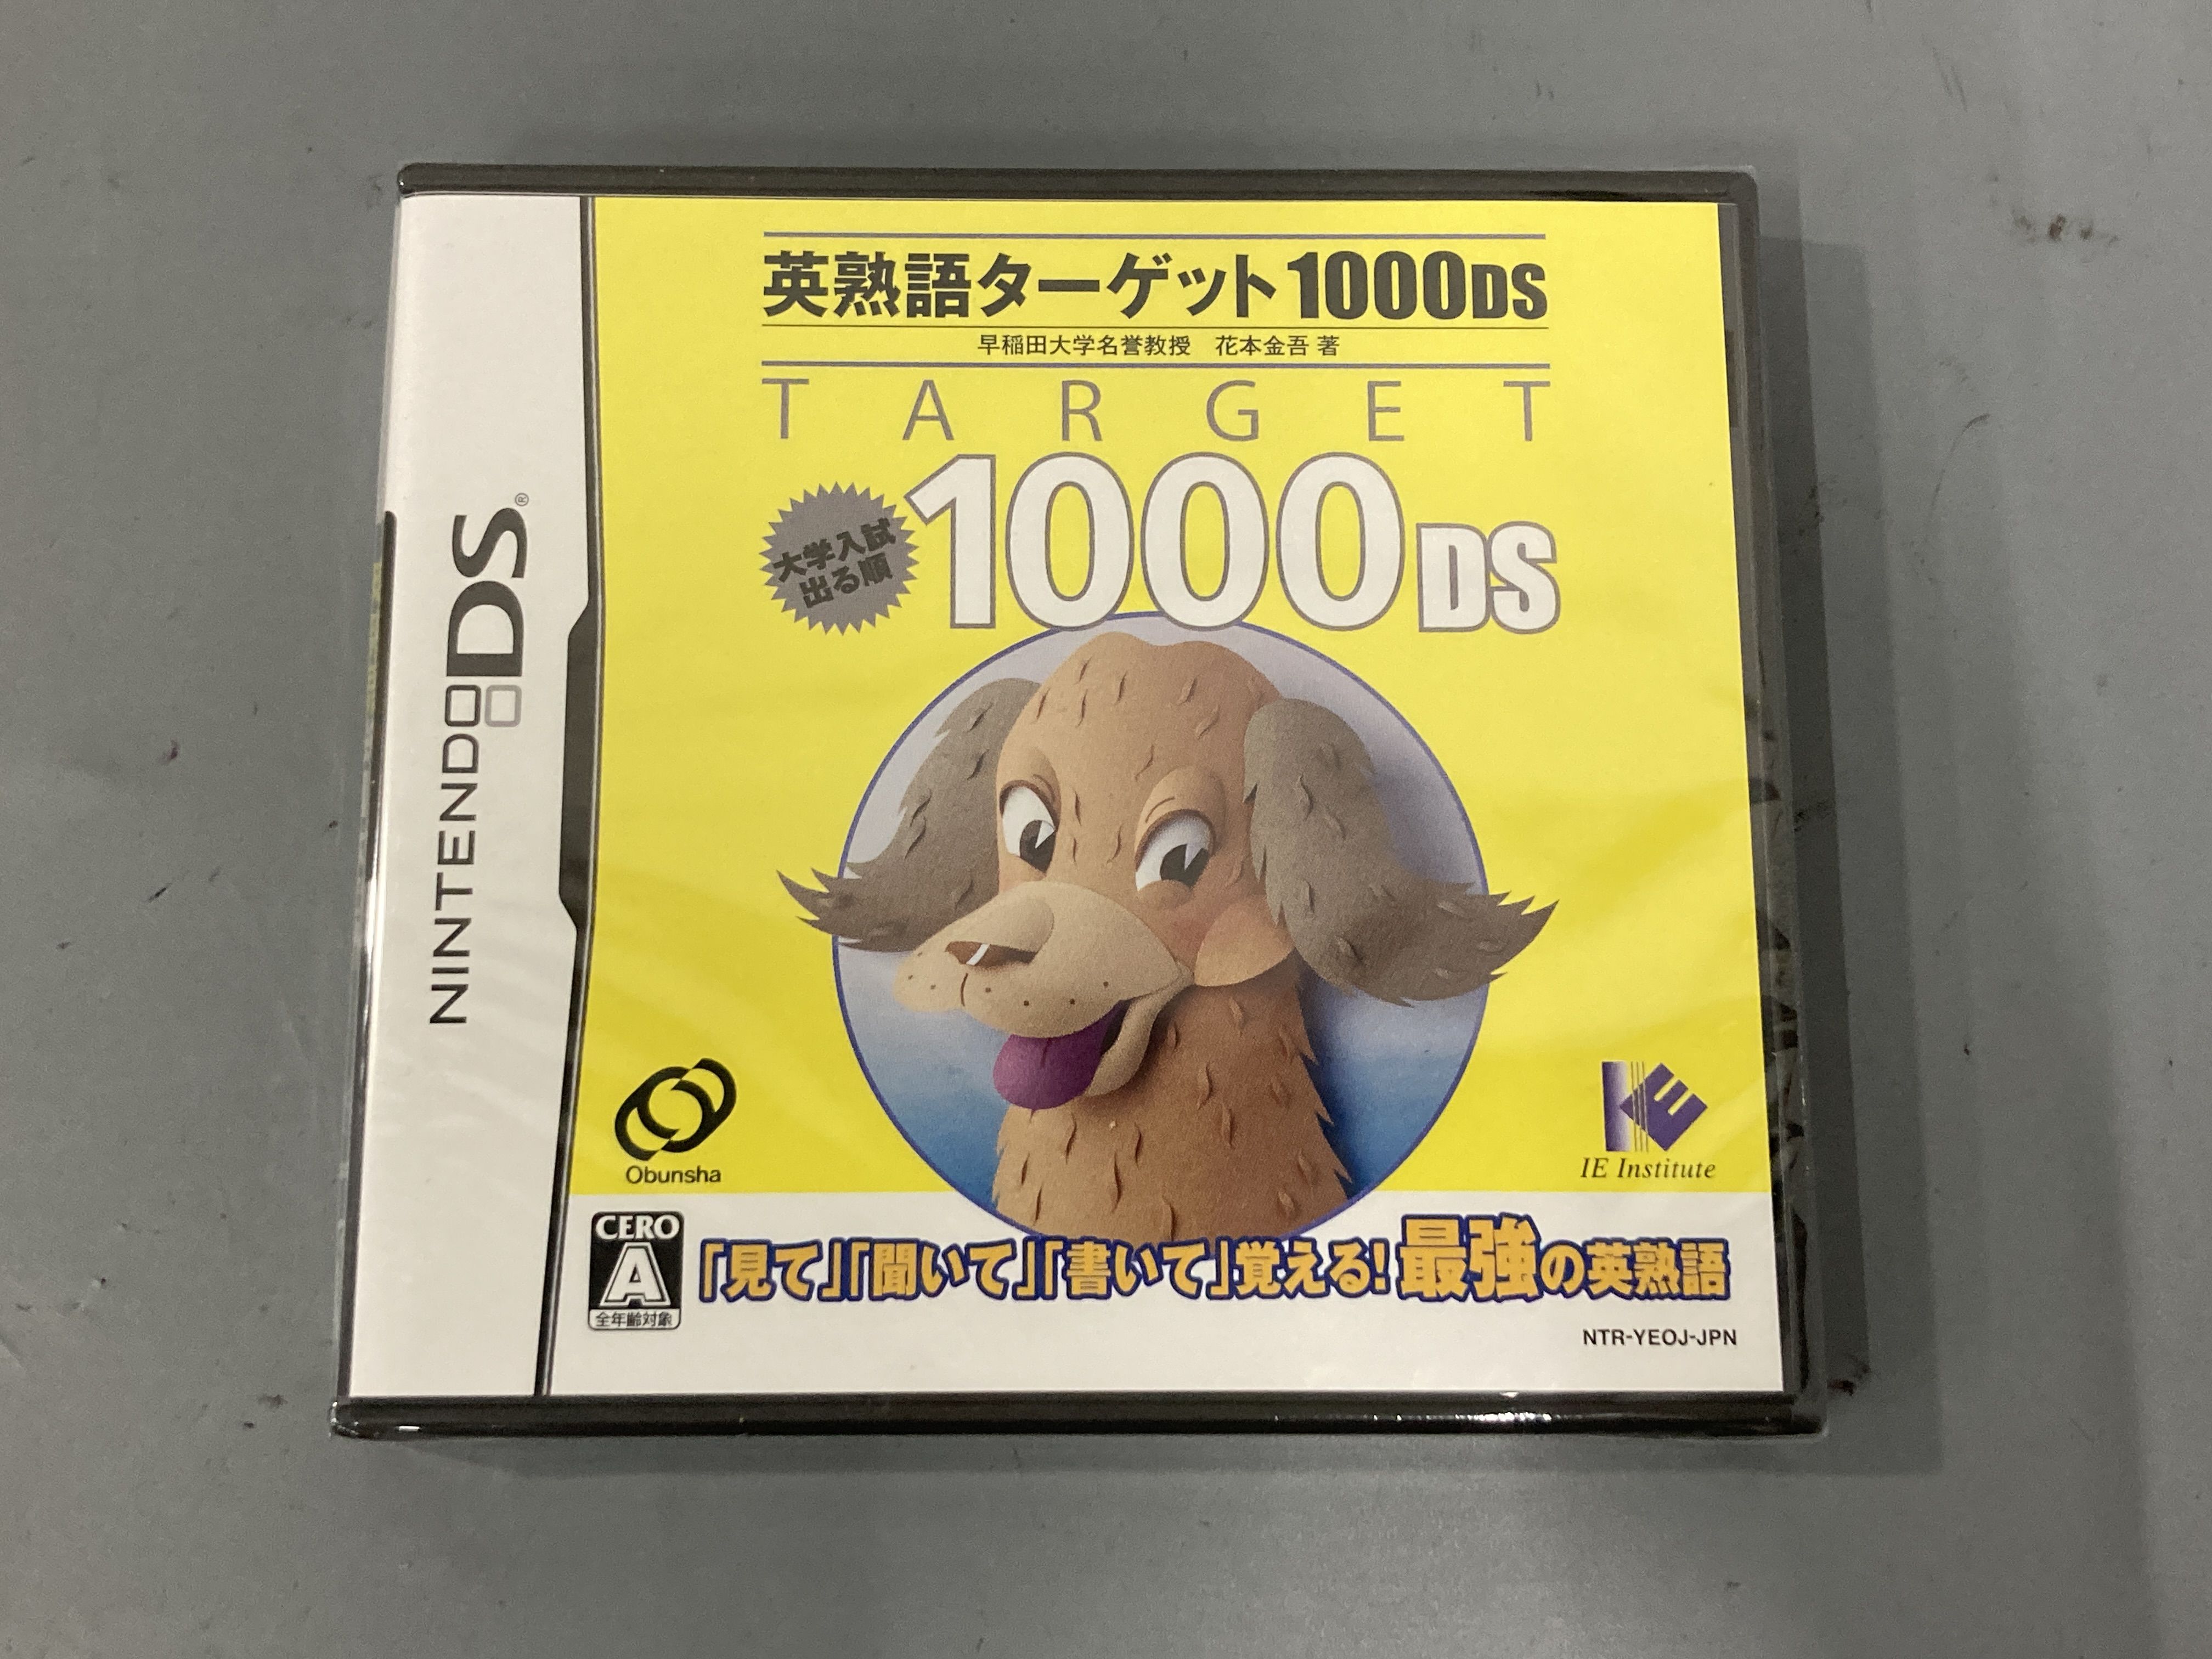 英熟語ターゲット1000DS
早稲田大学名誉教授 花本金吾 著
TARGET
1000DS
大学入試
出る順
NINTENDO DS®
Obunsha
IE Institute
CERO
A
全年齢対象
「見て」「聞いて」「書いて」覚える!最強の英熟語
NTR-YEOJ-JPN